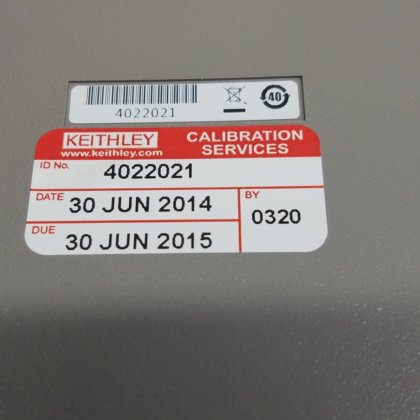 4022021
40
KEITHLEY
www.keithley.com
CALIBRATION
SERVICES
ID No. 4022021
DATE 30 JUN 2014
BY 0320
DUE 30 JUN 2015